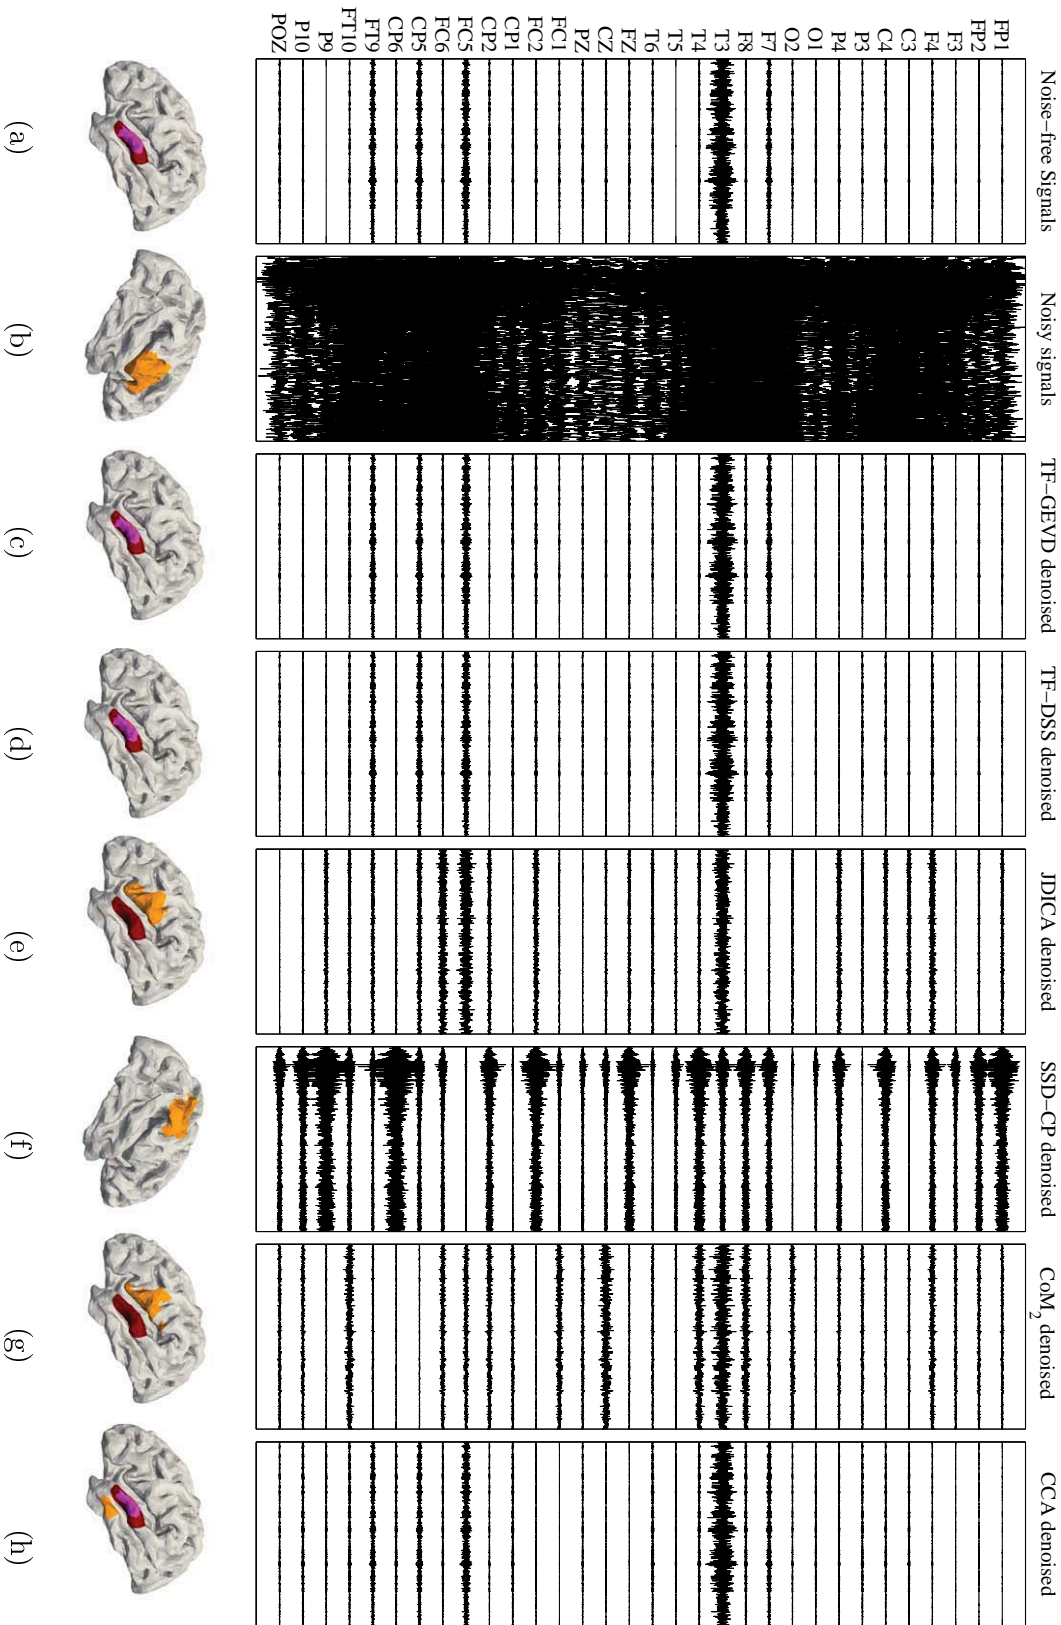 Noise−free Signals
Noisy signals
TF−GEVD denoised
TF−DSS denoised
JDICA denoised
SSD−CP denoised
CoM2 denoised
CCA denoised
FP1
FP2
F3
F4
C3
C4
P3
P4
O1
O2
F7
F8
T3
T4
T5
T6
FZ
CZ
PZ
FC1
FC2
CP1
CP2
FC5
FC6
CP5
CP6
FT9
FT10
P9
P10
POZ
(a)
(b)
(c)
(d)
(e)
(f)
(g)
(h)